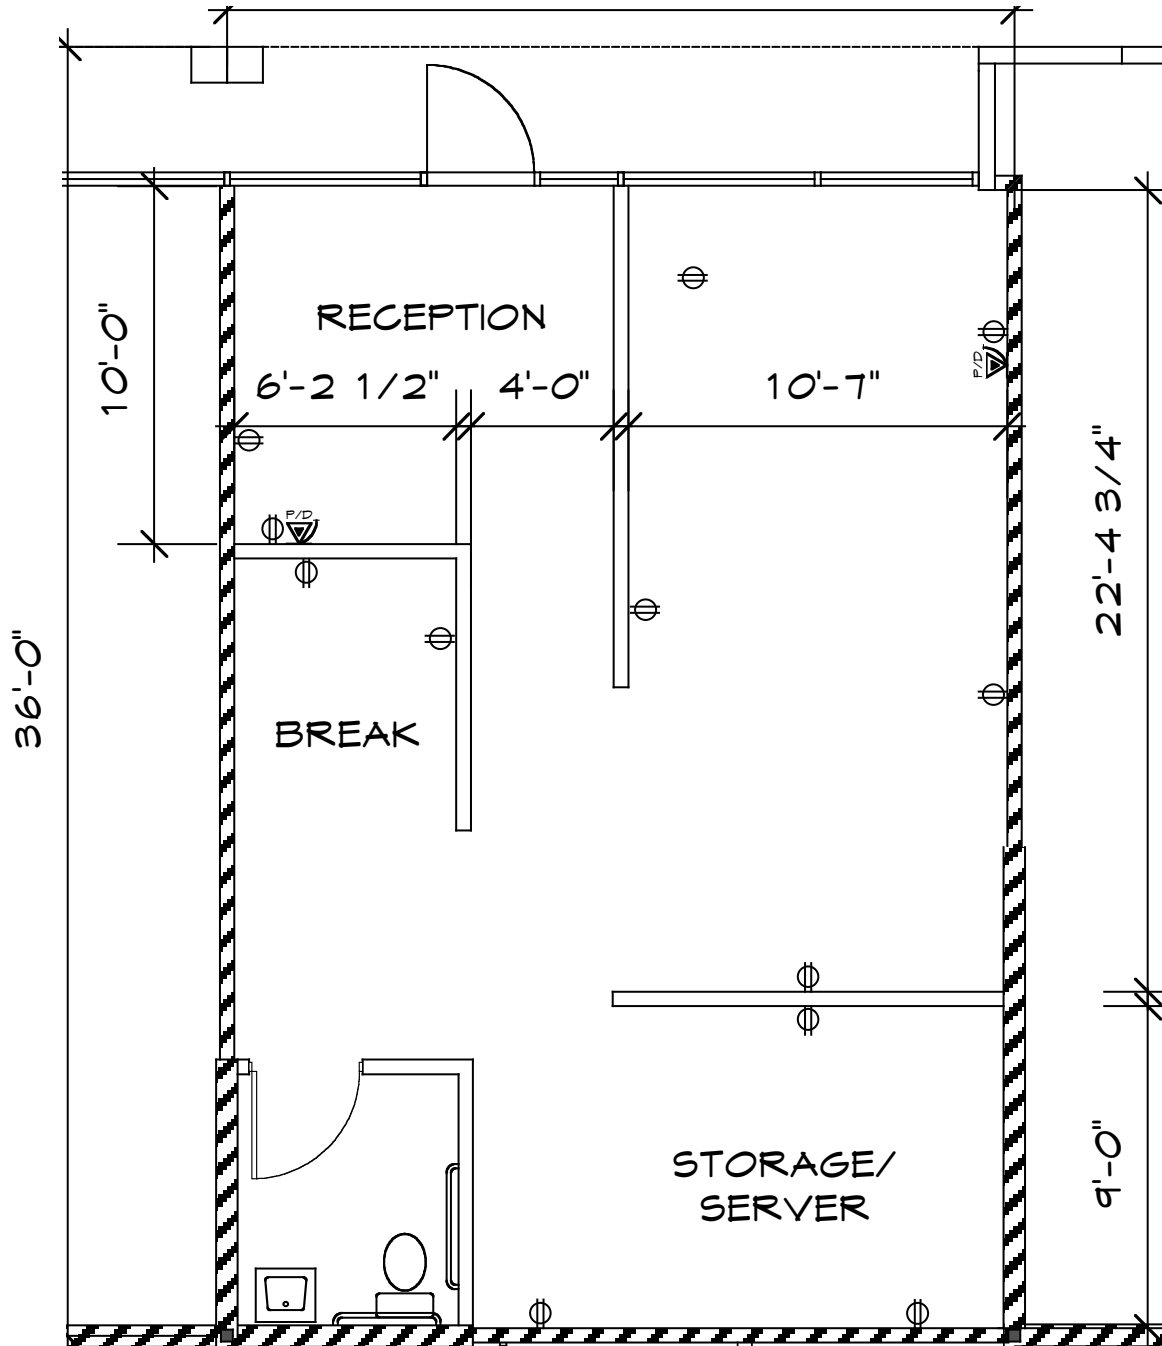 RECEPTION
6'-2 1/2" 4'-0" 10'-7"
10'-0"
P/D
P/D
22'-4 3/4"
36'-0"
BREAK
STORAGE/
SERVER
9'-0"